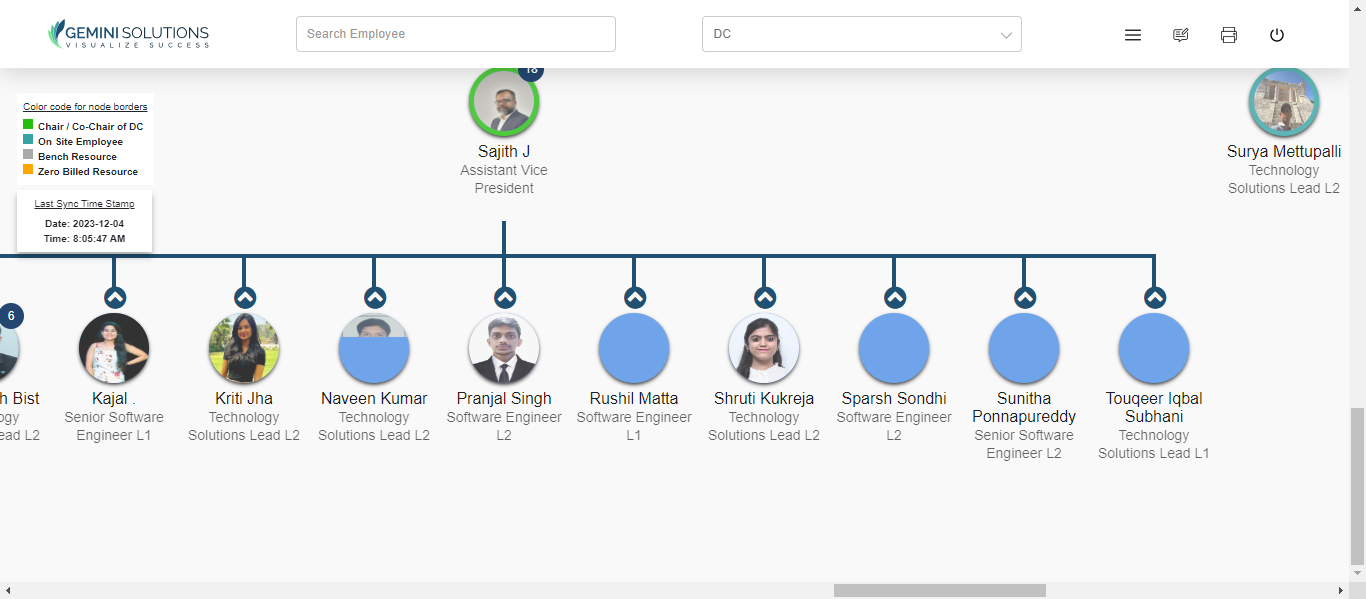 GEMINI SOLUTIONS
VISUALIZE SUCCESS
Search Employee
DC
Color code for node borders
Chair / Co-Chair of DC
On Site Employee
Bench Resource
Zero Billed Resource
Last Sync Time Stamp
Date: 2023-12-04
Time: 8:05:47 AM
18
Sajith J
Assistant Vice
President
Surya Mettupalli
Technology
Solutions Lead L2
6
h Bist
ogy
ead L2
Kajal .
Senior Software
Engineer L1
Kriti Jha
Technology
Solutions Lead L2
Naveen Kumar
Technology
Solutions Lead L2
Pranjal Singh
Software Engineer
L2
Rushil Matta
Software Engineer
L1
Shruti Kukreja
Technology
Solutions Lead L2
Sparsh Sondhi
Software Engineer
L2
Sunitha
Ponnapureddy
Senior Software
Engineer L2
Touqeer Iqbal
Subhani
Technology
Solutions Lead L1